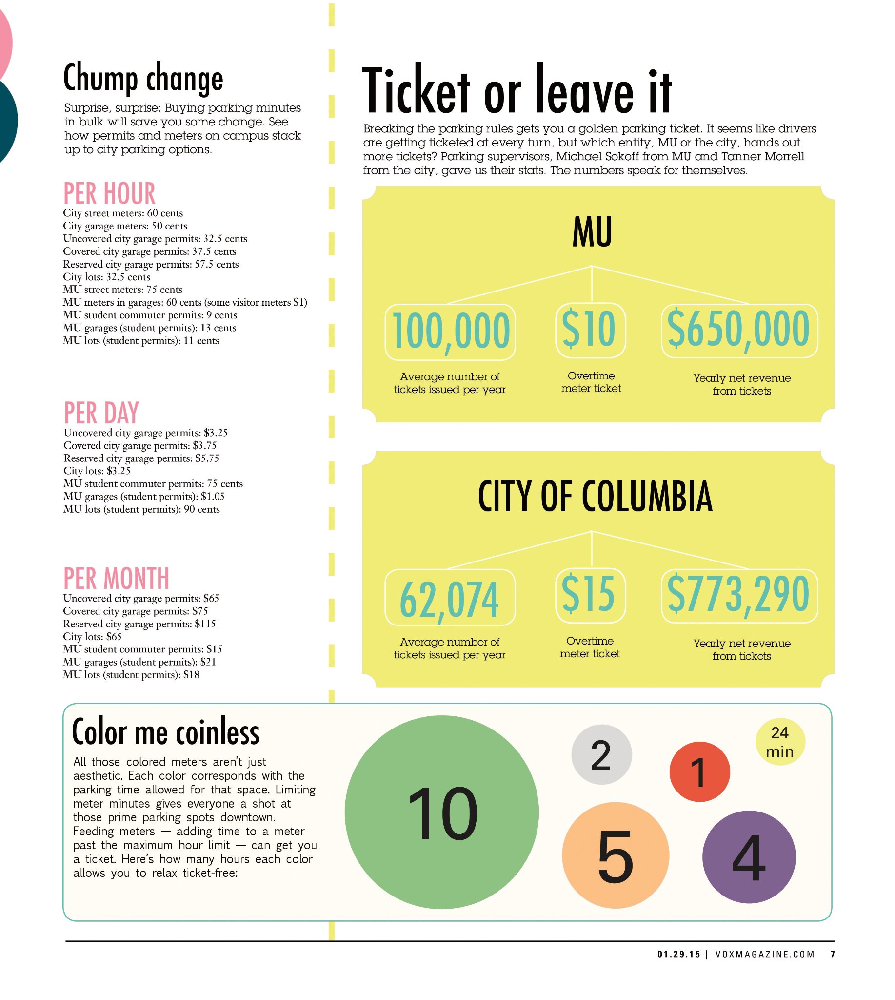 Chump change
Surprise, surprise: Buying parking minutes
in bulk will save you some change. See
how permits and meters on campus stack
up to city parking options.
PER HOUR
City street meters: 60 cents
City garage meters: 50 cents
Uncovered city garage permits: 32.5 cents
Covered city garage permits: 37.5 cents
Reserved city garage permits: 57.5 cents
City lots: 32.5 cents
MU street meters: 75 cents
MU meters in garages: 60 cents (some visitor meters $1)
MU student commuter permits: 9 cents
MU garages (student permits): 13 cents
MU lots (student permits): 11 cents
PER DAY
Uncovered city garage permits: $3.25
Covered city garage permits: $3.75
Reserved city garage permits: $5.75
City lots: $3.25
MU student commuter permits: 75 cents
MU garages (student permits): $1.05
MU lots (student permits): 90 cents
PER MONTH
Uncovered city garage permits: $65
Covered city garage permits: $75
Reserved city garage permits: $115
City lots: $65
MU student commuter permits: $15
MU garages (student permits): $21
MU lots (student permits): $18
Ticket or leave it
Breaking the parking rules gets you a golden parking ticket. It seems like drivers
are getting ticketed at every turn, but which entity, MU or the city, hands out
more tickets? Parking supervisors, Michael Sokoff from MU and Tanner Morrell
from the city, gave us their stats. The numbers speak for themselves.
MU
100,000
Average number of
tickets issued per year
$10
Overtime
meter ticket
$650,000
Yearly net revenue
from tickets
CITY OF COLUMBIA
62,074
Average number of
tickets issued per year
$15
Overtime
meter ticket
$773,290
Yearly net revenue
from tickets
Color me coinless
All those colored meters aren't just
aesthetic. Each color corresponds with the
parking time allowed for that space. Limiting
meter minutes gives everyone a shot at
those prime parking spots downtown.
Feeding meters — adding time to a meter
past the maximum hour limit — can get you
a ticket. Here's how many hours each color
allows you to relax ticket-free:
10
2
1
24
min
5
4
01.29.15 | VOXMAGAZINE.COM 7